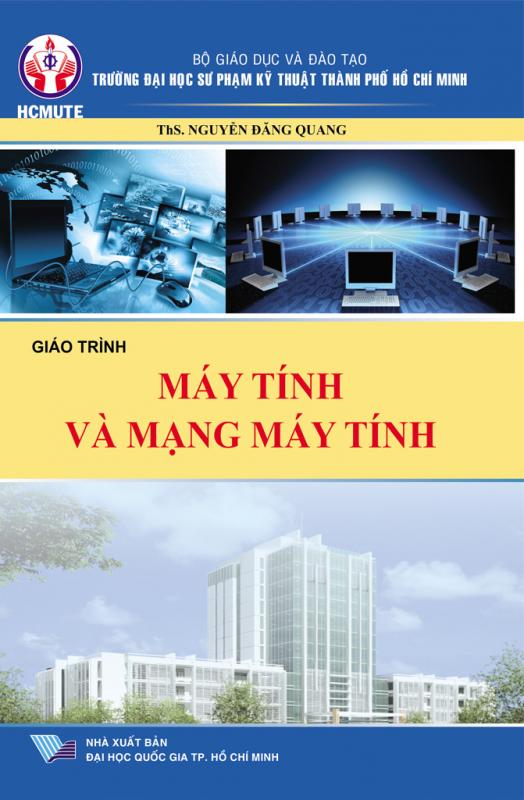 BỘ GIÁO DỤC VÀ ĐÀO TẠO
TRƯỜNG ĐẠI HỌC SƯ PHẠM KỸ THUẬT THÀNH PHỐ HỒ CHÍ MINH
HCMUTE
ThS. NGUYỄN ĐĂNG QUANG
GIÁO TRÌNH
MÁY TÍNH
VÀ MẠNG MÁY TÍNH
NHÀ XUẤT BẢN
ĐẠI HỌC QUỐC GIA TP. HỒ CHÍ MINH